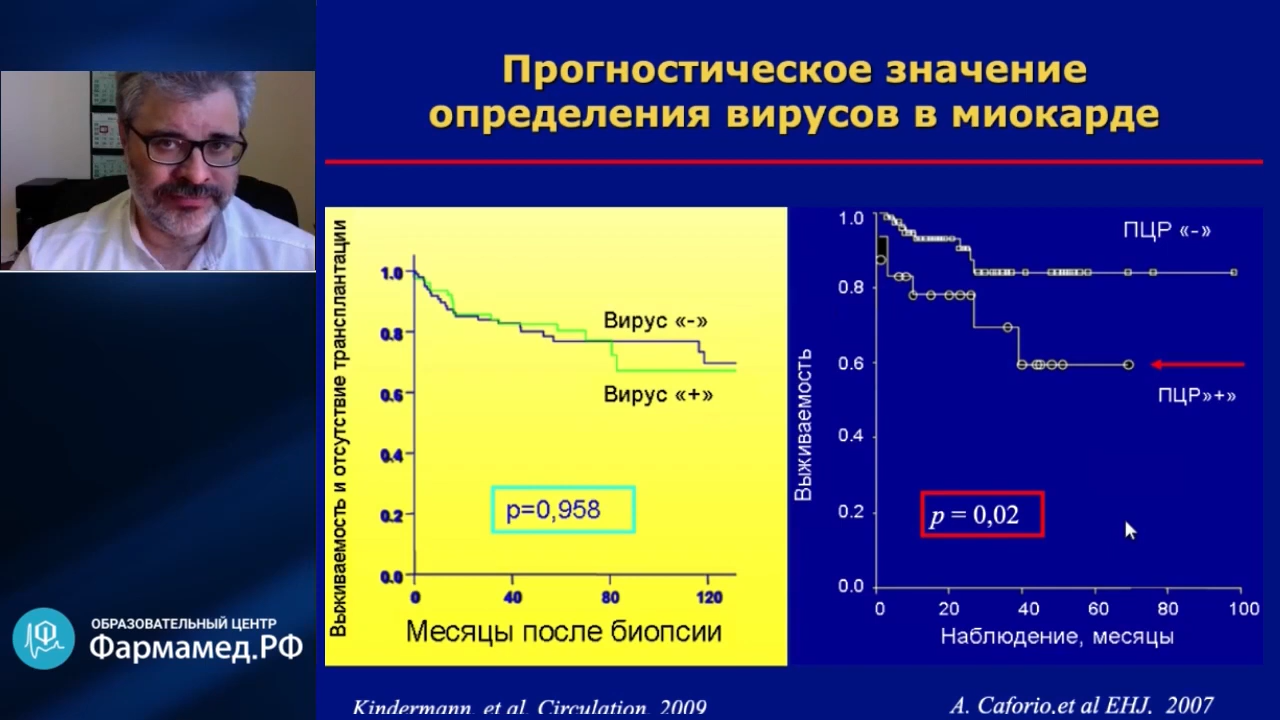 Прогностическое значение
определения вирусов в миокарде
Выживаемость и отсутствие трансплантации
1.0
0.8
0.6
0.4
0.2
0.0
0 40 80 120
Вирус «-»
Вирус «+»
p=0,958
Месяцы после биопсии
Выживаемость
1.0
0.8
0.6
0.4
0.2
0.0
0 20 40 60 80 100
ПЦР «-»
ПЦР»+»
p = 0,02
Наблюдение, месяцы
Kindermann, et al. Circulation, 2009
A. Caforio.et al EHJ, 2007
ОБРАЗОВАТЕЛЬНЫЙ ЦЕНТР
Фармамед.РФ